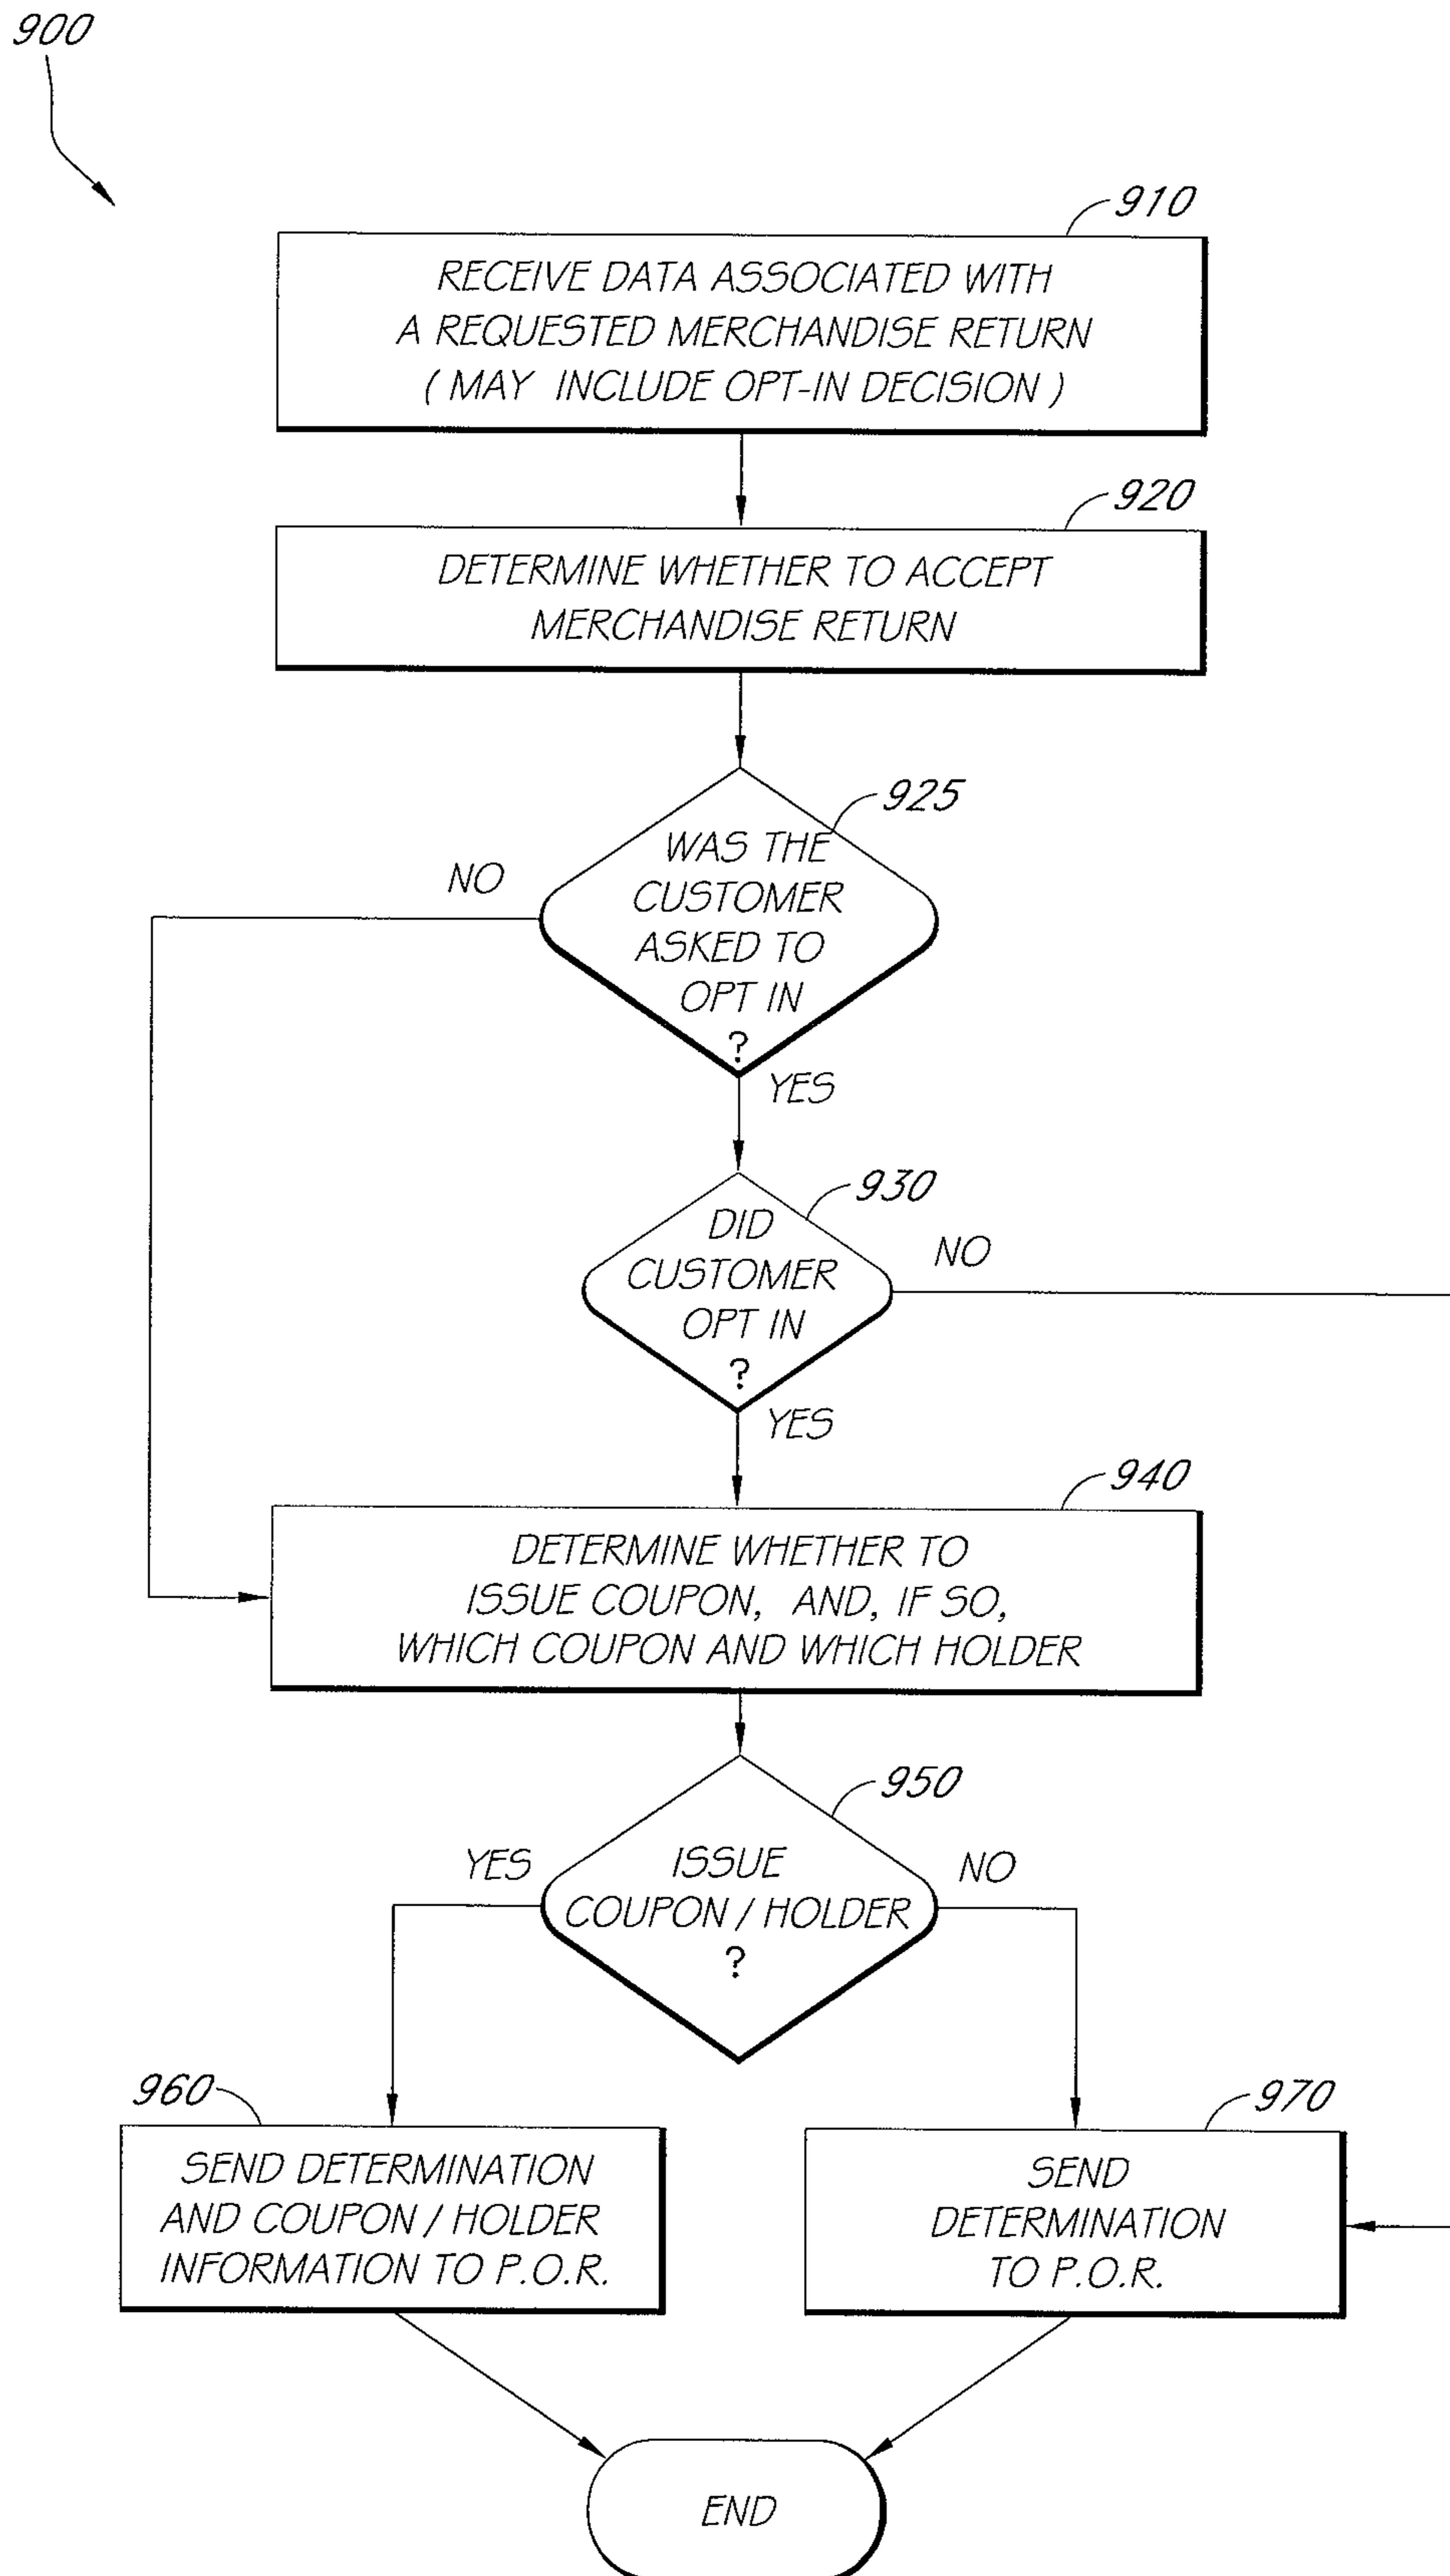 900
910
RECEIVE DATA ASSOCIATED WITH
A REQUESTED MERCHANDISE RETURN
( MAY INCLUDE OPT-IN DECISION )
920
DETERMINE WHETHER TO ACCEPT
MERCHANDISE RETURN
925
WAS THE
CUSTOMER
ASKED TO
OPT IN
?
NO
YES
930
DID
CUSTOMER
OPT IN
?
NO
YES
940
DETERMINE WHETHER TO
ISSUE COUPON, AND, IF SO,
WHICH COUPON AND WHICH HOLDER
950
ISSUE
COUPON / HOLDER
?
YES
NO
960
SEND DETERMINATION
AND COUPON / HOLDER
INFORMATION TO P.O.R.
970
SEND
DETERMINATION
TO P.O.R.
END